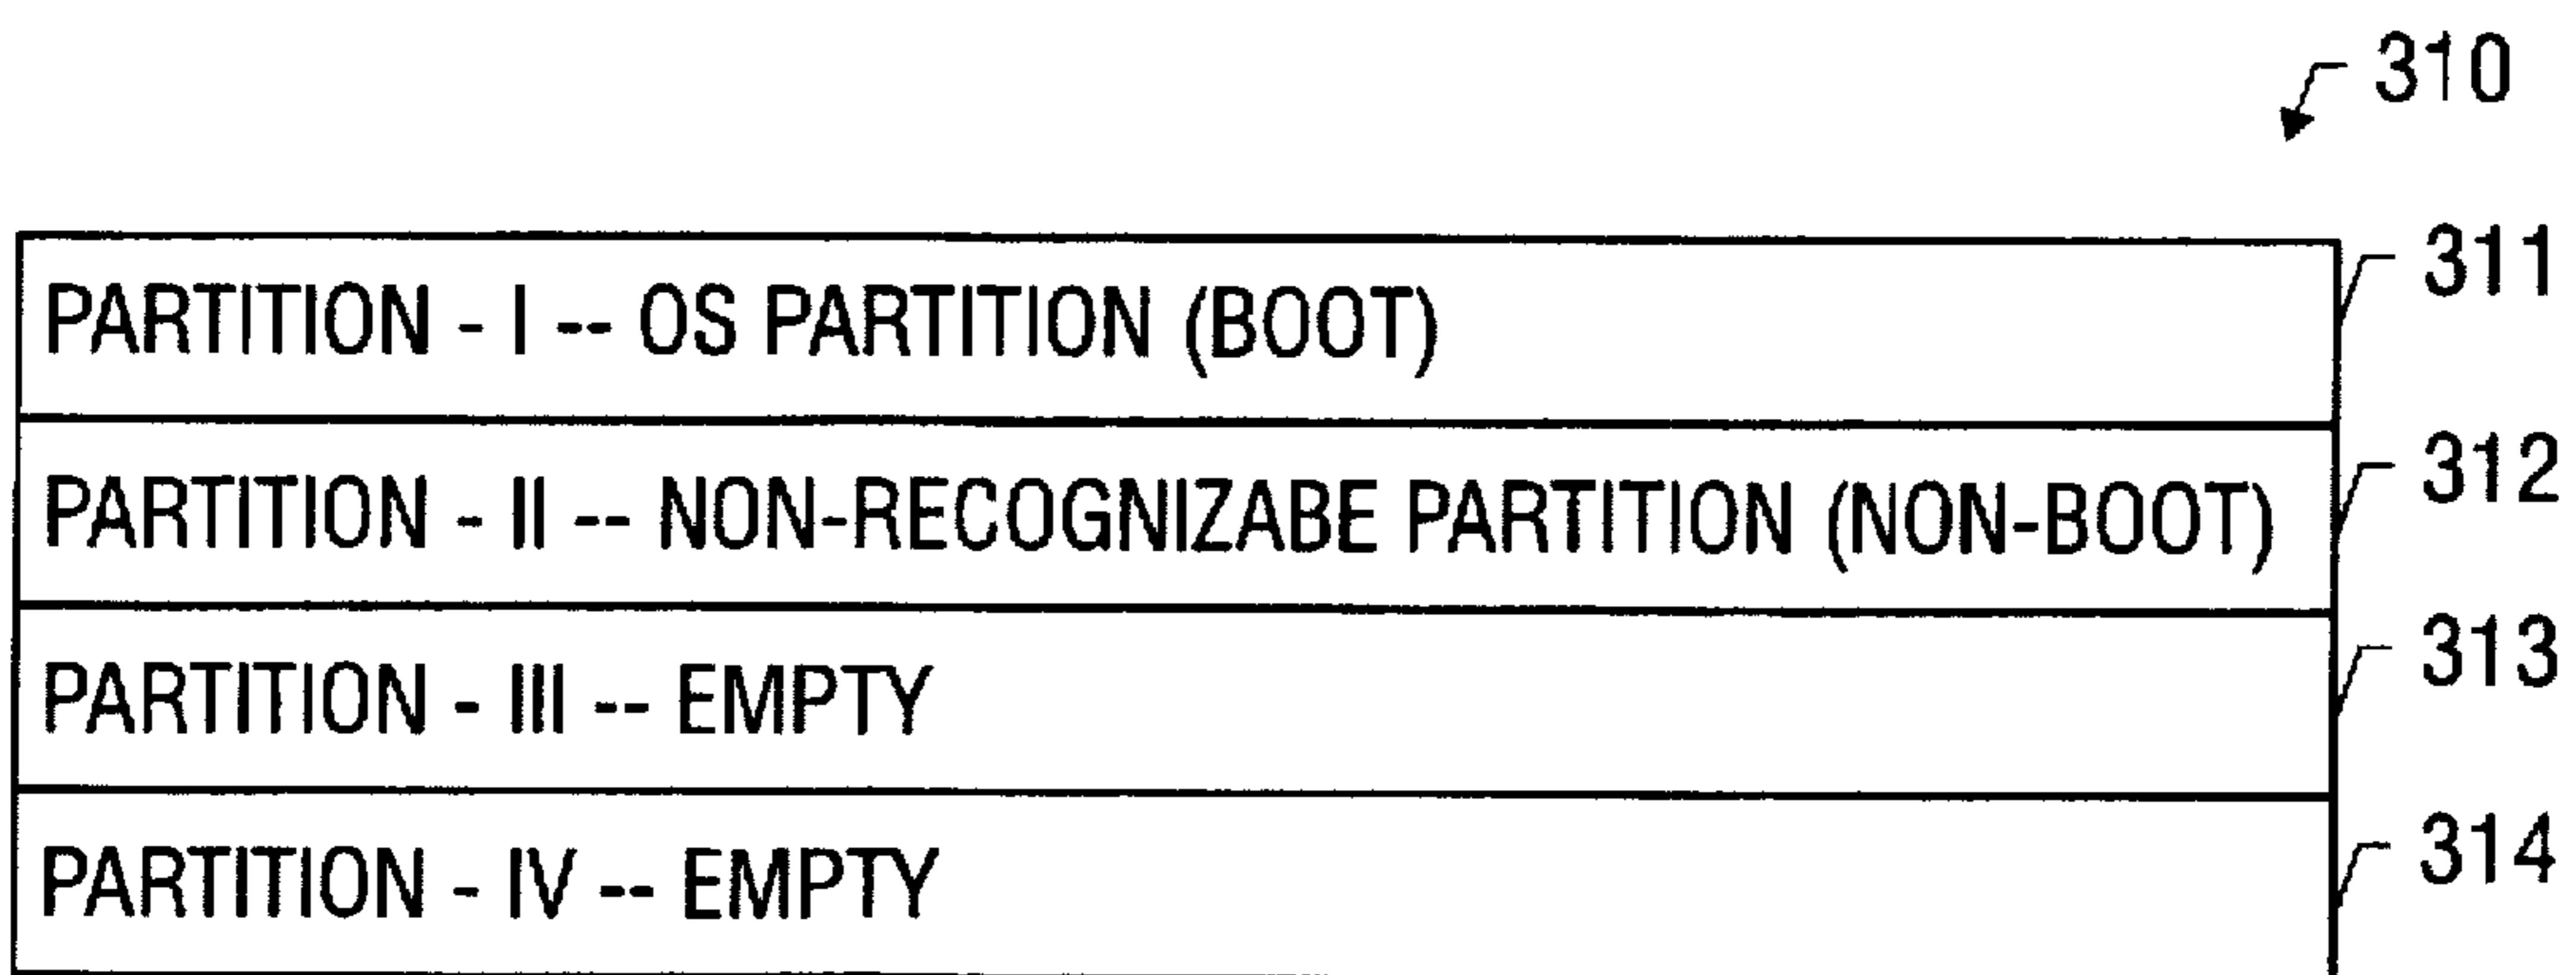 310
PARTITION - I -- OS PARTITION (BOOT) 311
PARTITION - II -- NON-RECOGNIZABE PARTITION (NON-BOOT) 312
PARTITION - III -- EMPTY 313
PARTITION - IV -- EMPTY 314